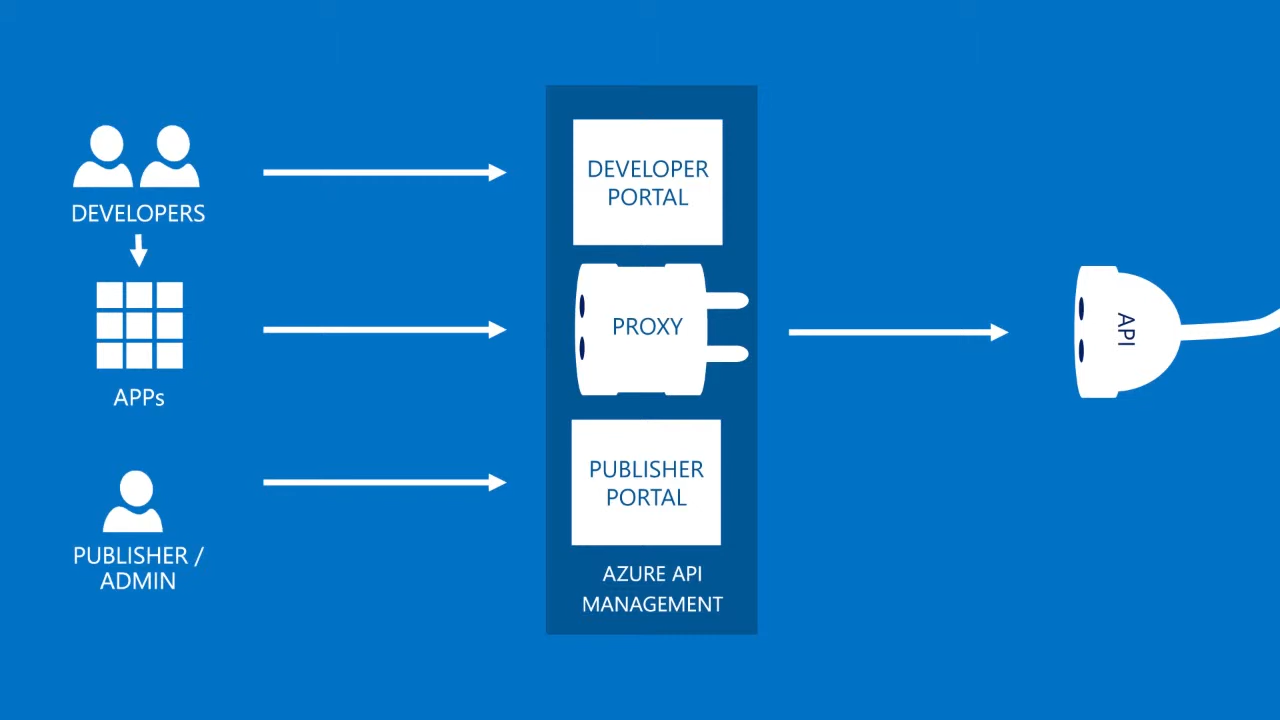 DEVELOPERS
APPs
PUBLISHER /
ADMIN
DEVELOPER
PORTAL
PROXY
PUBLISHER
PORTAL
AZURE API
MANAGEMENT
API